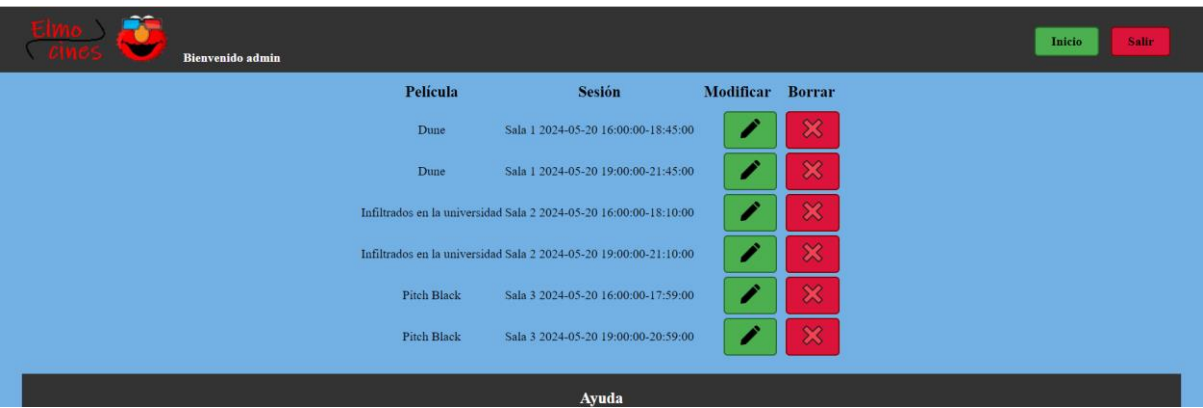 Elmo
cines
Bienvenido admin
Inicio Salir
Película Sesión Modificar Borrar
Dune Sala 1 2024-05-20 16:00:00-18:45:00
Dune Sala 1 2024-05-20 19:00:00-21:45:00
Infiltrados en la universidad Sala 2 2024-05-20 16:00:00-18:10:00
Infiltrados en la universidad Sala 2 2024-05-20 19:00:00-21:10:00
Pitch Black Sala 3 2024-05-20 16:00:00-17:59:00
Pitch Black Sala 3 2024-05-20 19:00:00-20:59:00
Ayuda